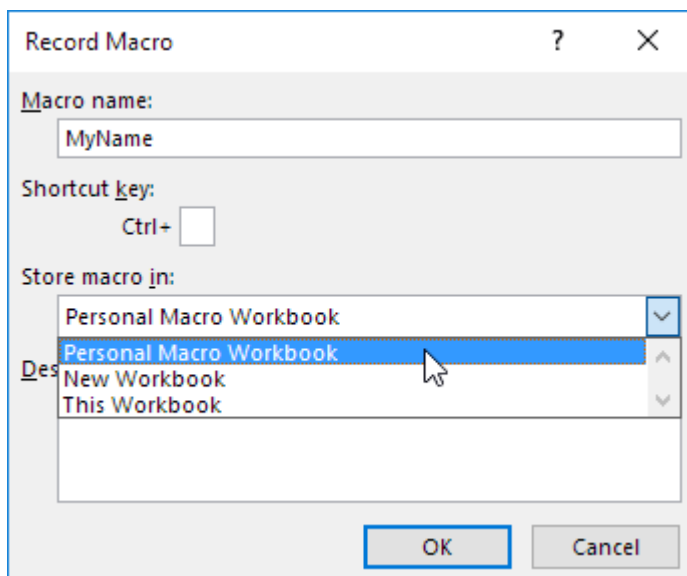 Record Macro ?
Macro name:
MyName
Shortcut key:
Ctrl+
Store macro in:
Personal Macro Workbook
Personal Macro Workbook
Des
New Workbook
This Workbook
OK Cancel